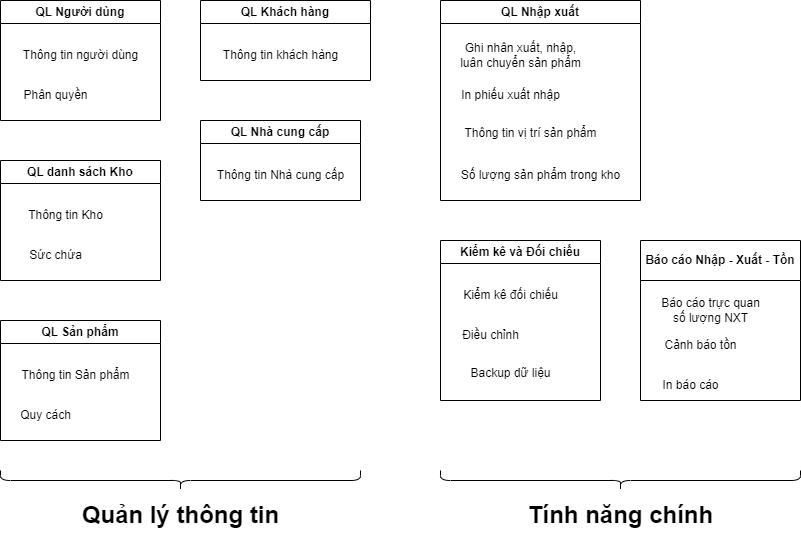 QL Người dủng
Thông tin người dùng
Phân quyền
QL Khách hàng
Thông tin khách hàng
QL Nhà cung cấp
Thông tin Nhà cung cấp
QL danh sách Kho
Thông tin Kho
Sức chứa
QL Sản phẩm
Thông tin Sản phẩm
Quy cách
Quản lý thông tin
QL Nhập xuất
Ghi nhân xuất, nhập,
luân chuyển sản phẩm
In phiếu xuất nhập
Thông tin vị trí sản phẩm
Số lượng sản phẩm trong kho
Kiểm kê và Đối chiếu
Kiểm kê đối chiếu
Điều chỉnh
Backup dữ liệu
Báo cáo Nhập - Xuất - Tồn
Báo cáo trực quan
số lượng NXT
Cảnh báo tồn
In báo cáo
Tính năng chính